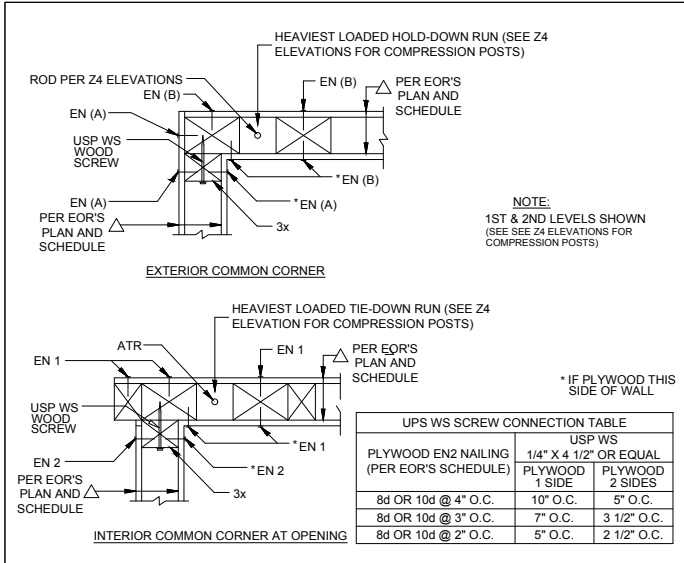 HEAVIEST LOADED HOLD-DOWN RUN (SEE Z4
ELEVATIONS FOR COMPRESSION POSTS)
ROD PER Z4 ELEVATIONS
EN (B)
EN (B)
PER EOR'S
PLAN AND
SCHEDULE
EN (A)
USP WS
WOOD
SCREW
* EN (B)
EN (A)
* EN (A)
PER EOR'S
PLAN AND
SCHEDULE
3x
NOTE:
1ST & 2ND LEVELS SHOWN
(SEE SEE Z4 ELEVATIONS FOR
COMPRESSION POSTS)
EXTERIOR COMMON CORNER
HEAVIEST LOADED TIE-DOWN RUN (SEE Z4
ELEVATION FOR COMPRESSION POSTS)
ATR
EN 1
EN 1
PER EOR'S
PLAN AND
SCHEDULE
USP WS
WOOD
SCREW
* EN 1
EN 2
* EN 2
PER EOR'S
PLAN AND
SCHEDULE
3x
INTERIOR COMMON CORNER AT OPENING
* IF PLYWOOD THIS
SIDE OF WALL
UPS WS SCREW CONNECTION TABLE
PLYWOOD EN2 NAILING
(PER EOR'S SCHEDULE)
USP WS
1/4" X 4 1/2" OR EQUAL
PLYWOOD
1 SIDE
PLYWOOD
2 SIDES
8d OR 10d @ 4" O.C. 10" O.C. 5" O.C.
8d OR 10d @ 3" O.C. 7" O.C. 3 1/2" O.C.
8d OR 10d @ 2" O.C. 5" O.C. 2 1/2" O.C.